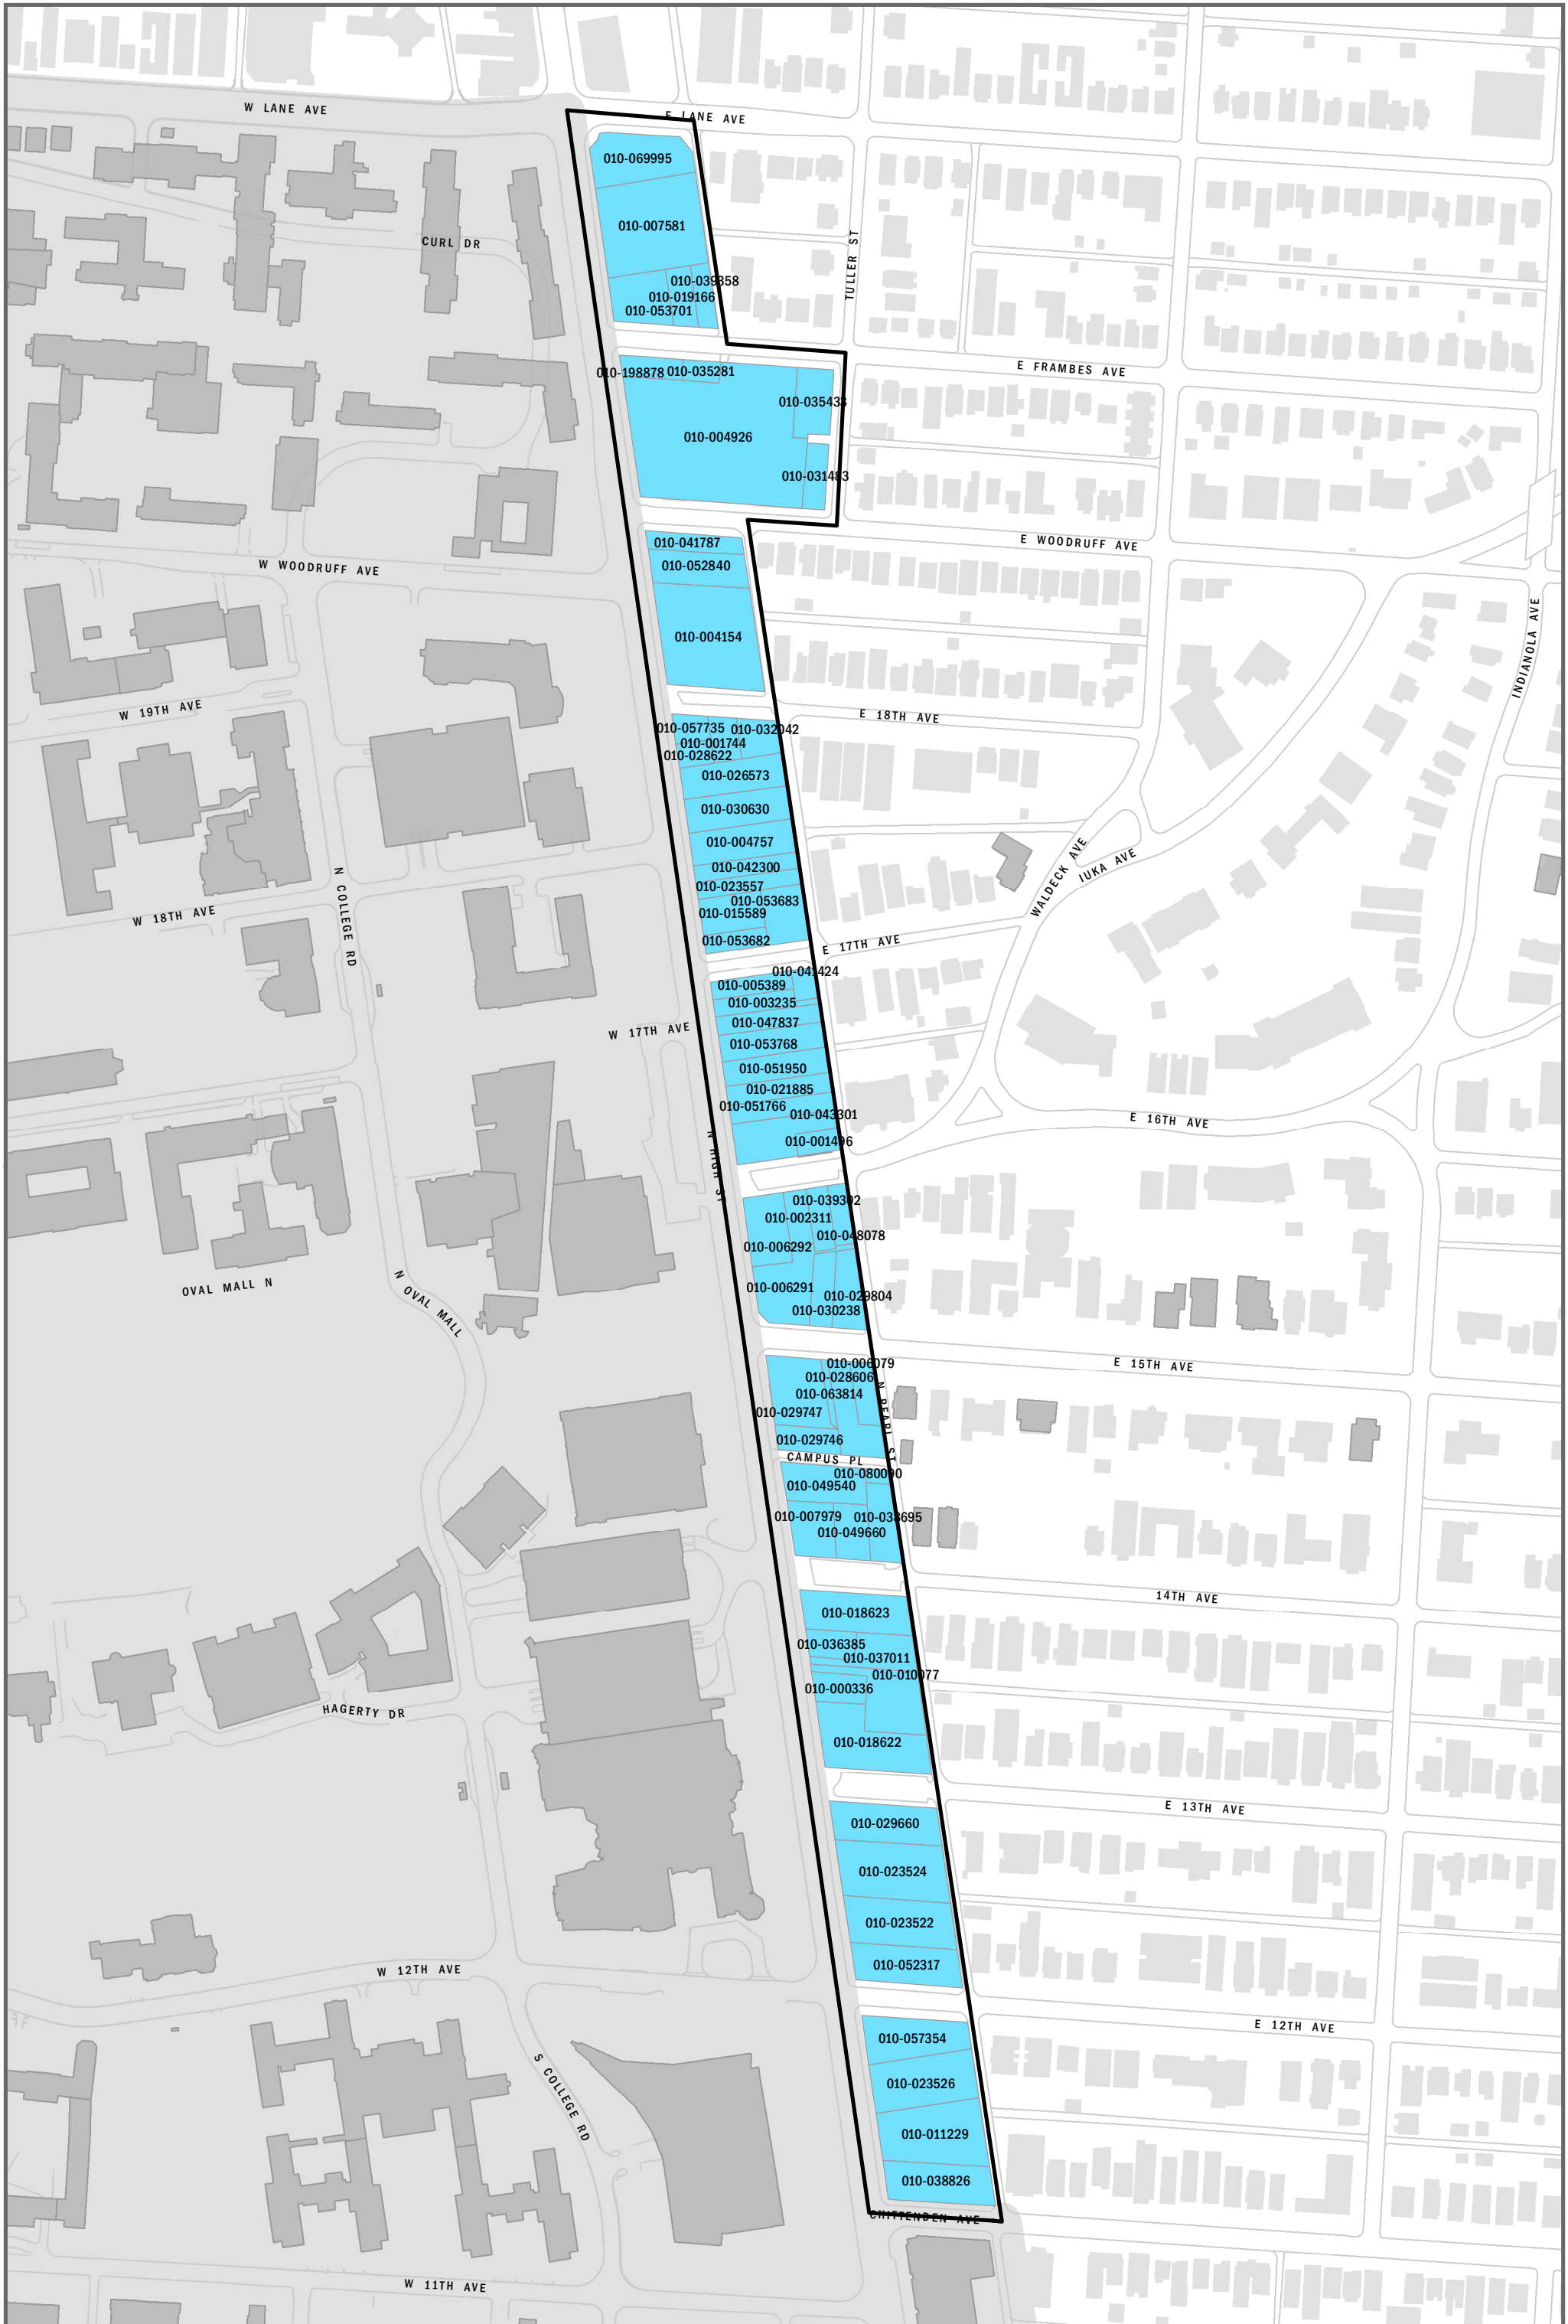 W LANE AVE
E LANE AVE
010-069995
010-007581
CURL DR
TULLER ST
010-039858
010-019166
010-053701
E FRAMBES AVE
010-198878
010-035281
010-035433
010-004926
010-031483
010-041787
E WOODRUFF AVE
010-052840
W WOODRUFF AVE
010-004154
INDIANOLA AVE
W 19TH AVE
E 18TH AVE
010-057735
010-032042
010-001744
010-028622
010-026573
010-030630
010-004757
WALDECK AVE
IUKA AVE
010-042300
010-023557
010-053683
W 18TH AVE
N COLLEGE RD
010-015589
010-053682
E 17TH AVE
010-041424
010-005389
010-003235
010-047837
W 17TH AVE
010-053768
010-051950
010-021885
010-051766
010-043301
E 16TH AVE
010-001496
N HIGH ST
010-039302
010-002311
010-048078
010-006292
OVAL MALL N
N OVAL MALL
010-006291
010-029804
010-030238
010-006079
E 15TH AVE
010-028606
010-063814
N PEARL ST
010-029747
010-029746
CAMPUS PL
010-080090
010-049540
010-007979
010-038695
010-049660
14TH AVE
010-018623
010-036385
010-037011
010-010077
010-000336
HAGERTY DR
010-018622
E 13TH AVE
010-029660
010-023524
010-023522
010-052317
W 12TH AVE
E 12TH AVE
010-057354
S COLLEGE RD
010-023526
010-011229
010-038826
CHITTENDEN AVE
W 11TH AVE